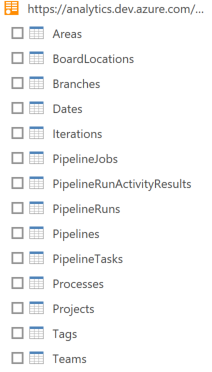 https://analytics.dev.azure.com/...
Areas
BoardLocations
Branches
Dates
Iterations
PipelineJobs
PipelineRunActivityResults
PipelineRuns
Pipelines
PipelineTasks
Processes
Projects
Tags
Teams